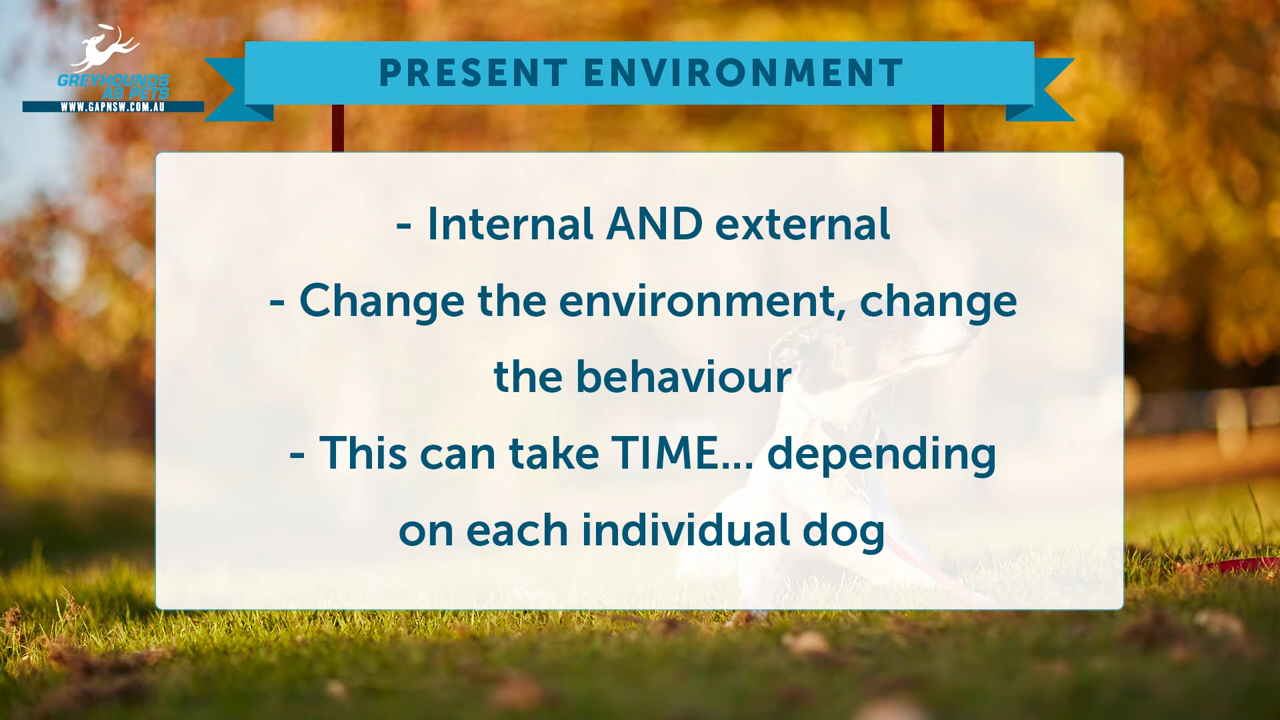 GREYHOUNDS
AS PETS
WWW.GAPNSW.COM.AU
PRESENT ENVIRONMENT
- Internal AND external
- Change the environment, change
the behaviour
- This can take TIME... depending
on each individual dog